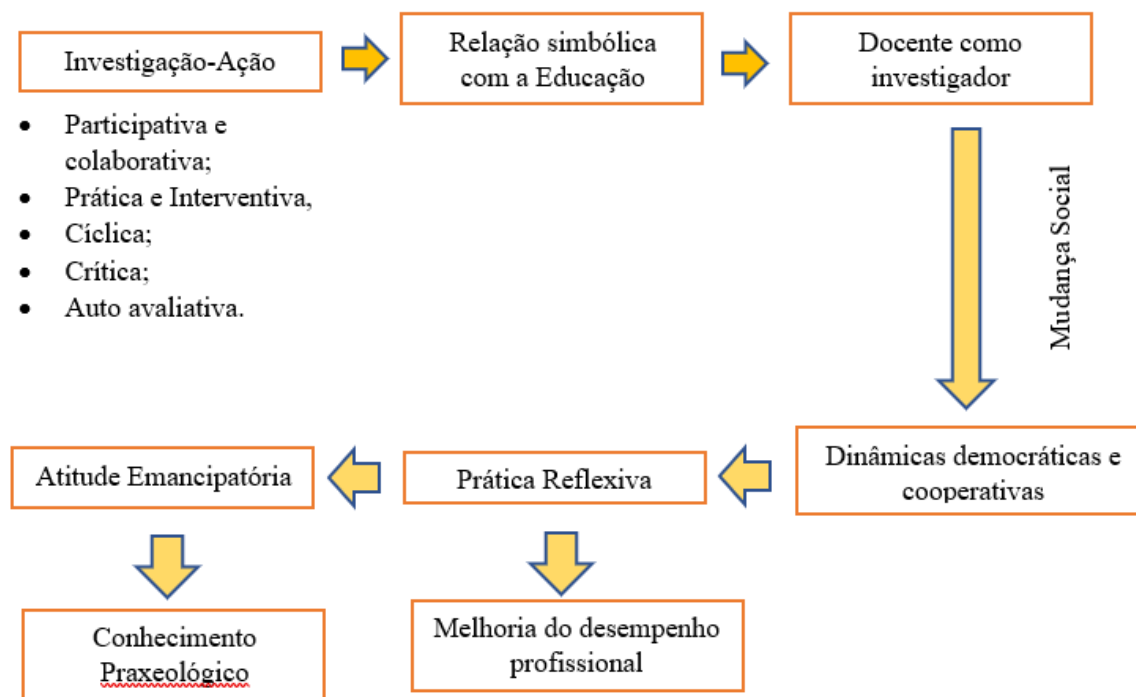 Investigação-Ação
Relação simbólica
com a Educação
Docente como
investigador
• Participativa e
colaborativa;
• Prática e Interventiva,
• Cíclica;
• Crítica;
• Auto avaliativa.
Mudança Social
Dinâmicas democráticas e
cooperativas
Prática Reflexiva
Atitude Emancipatória
Melhoria do desempenho
profissional
Conhecimento
Praxeológico